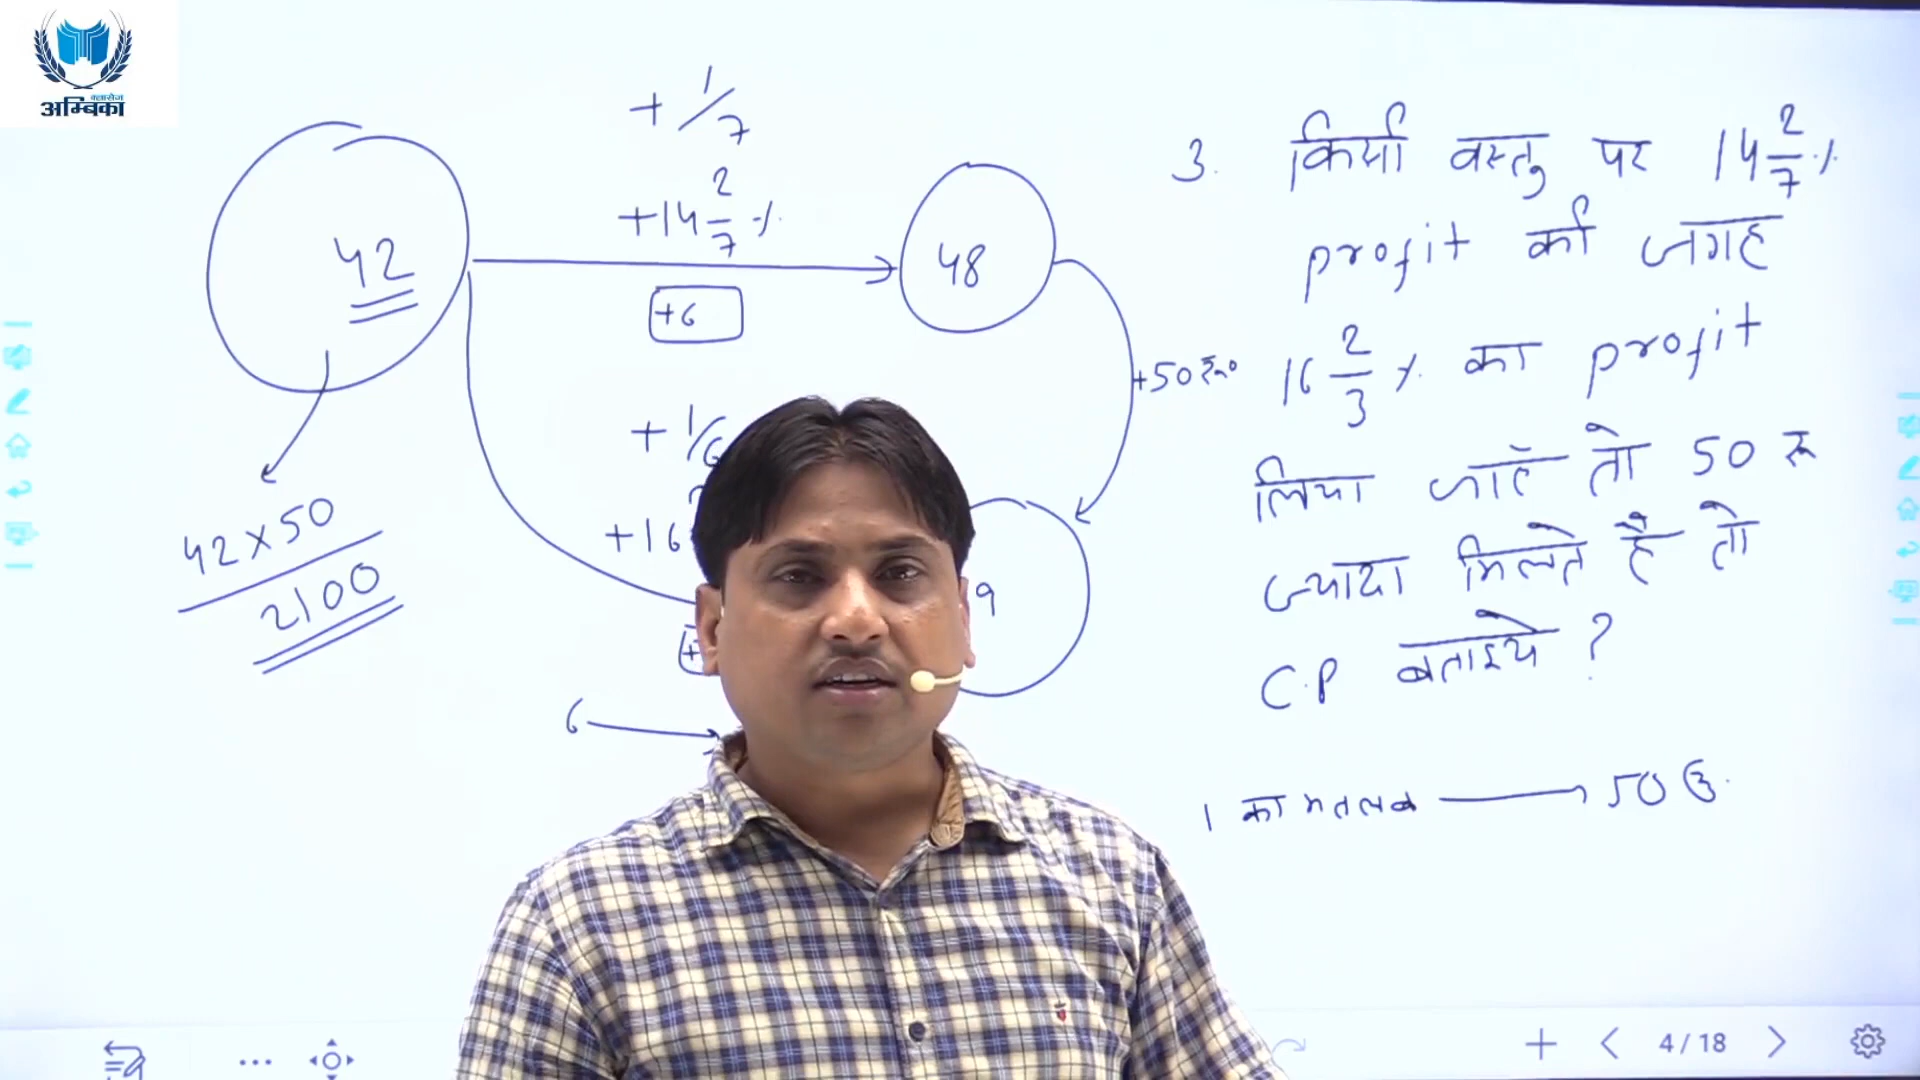 क्लासेज
अम्बिका
+ 1/7
+14 2/7 %
42
48
+6
+50 रू०
+ 1/6
+16
9
42 x 50
2100
6
3. किसी वस्तु पर 14 2/7 %
profit की जगह
16 2/3 % का profit
लिया जाऐ तो 50 रू
ज्यादा मिलते है तो
C.P बताइये ?
1 का मतलब 50
4/18